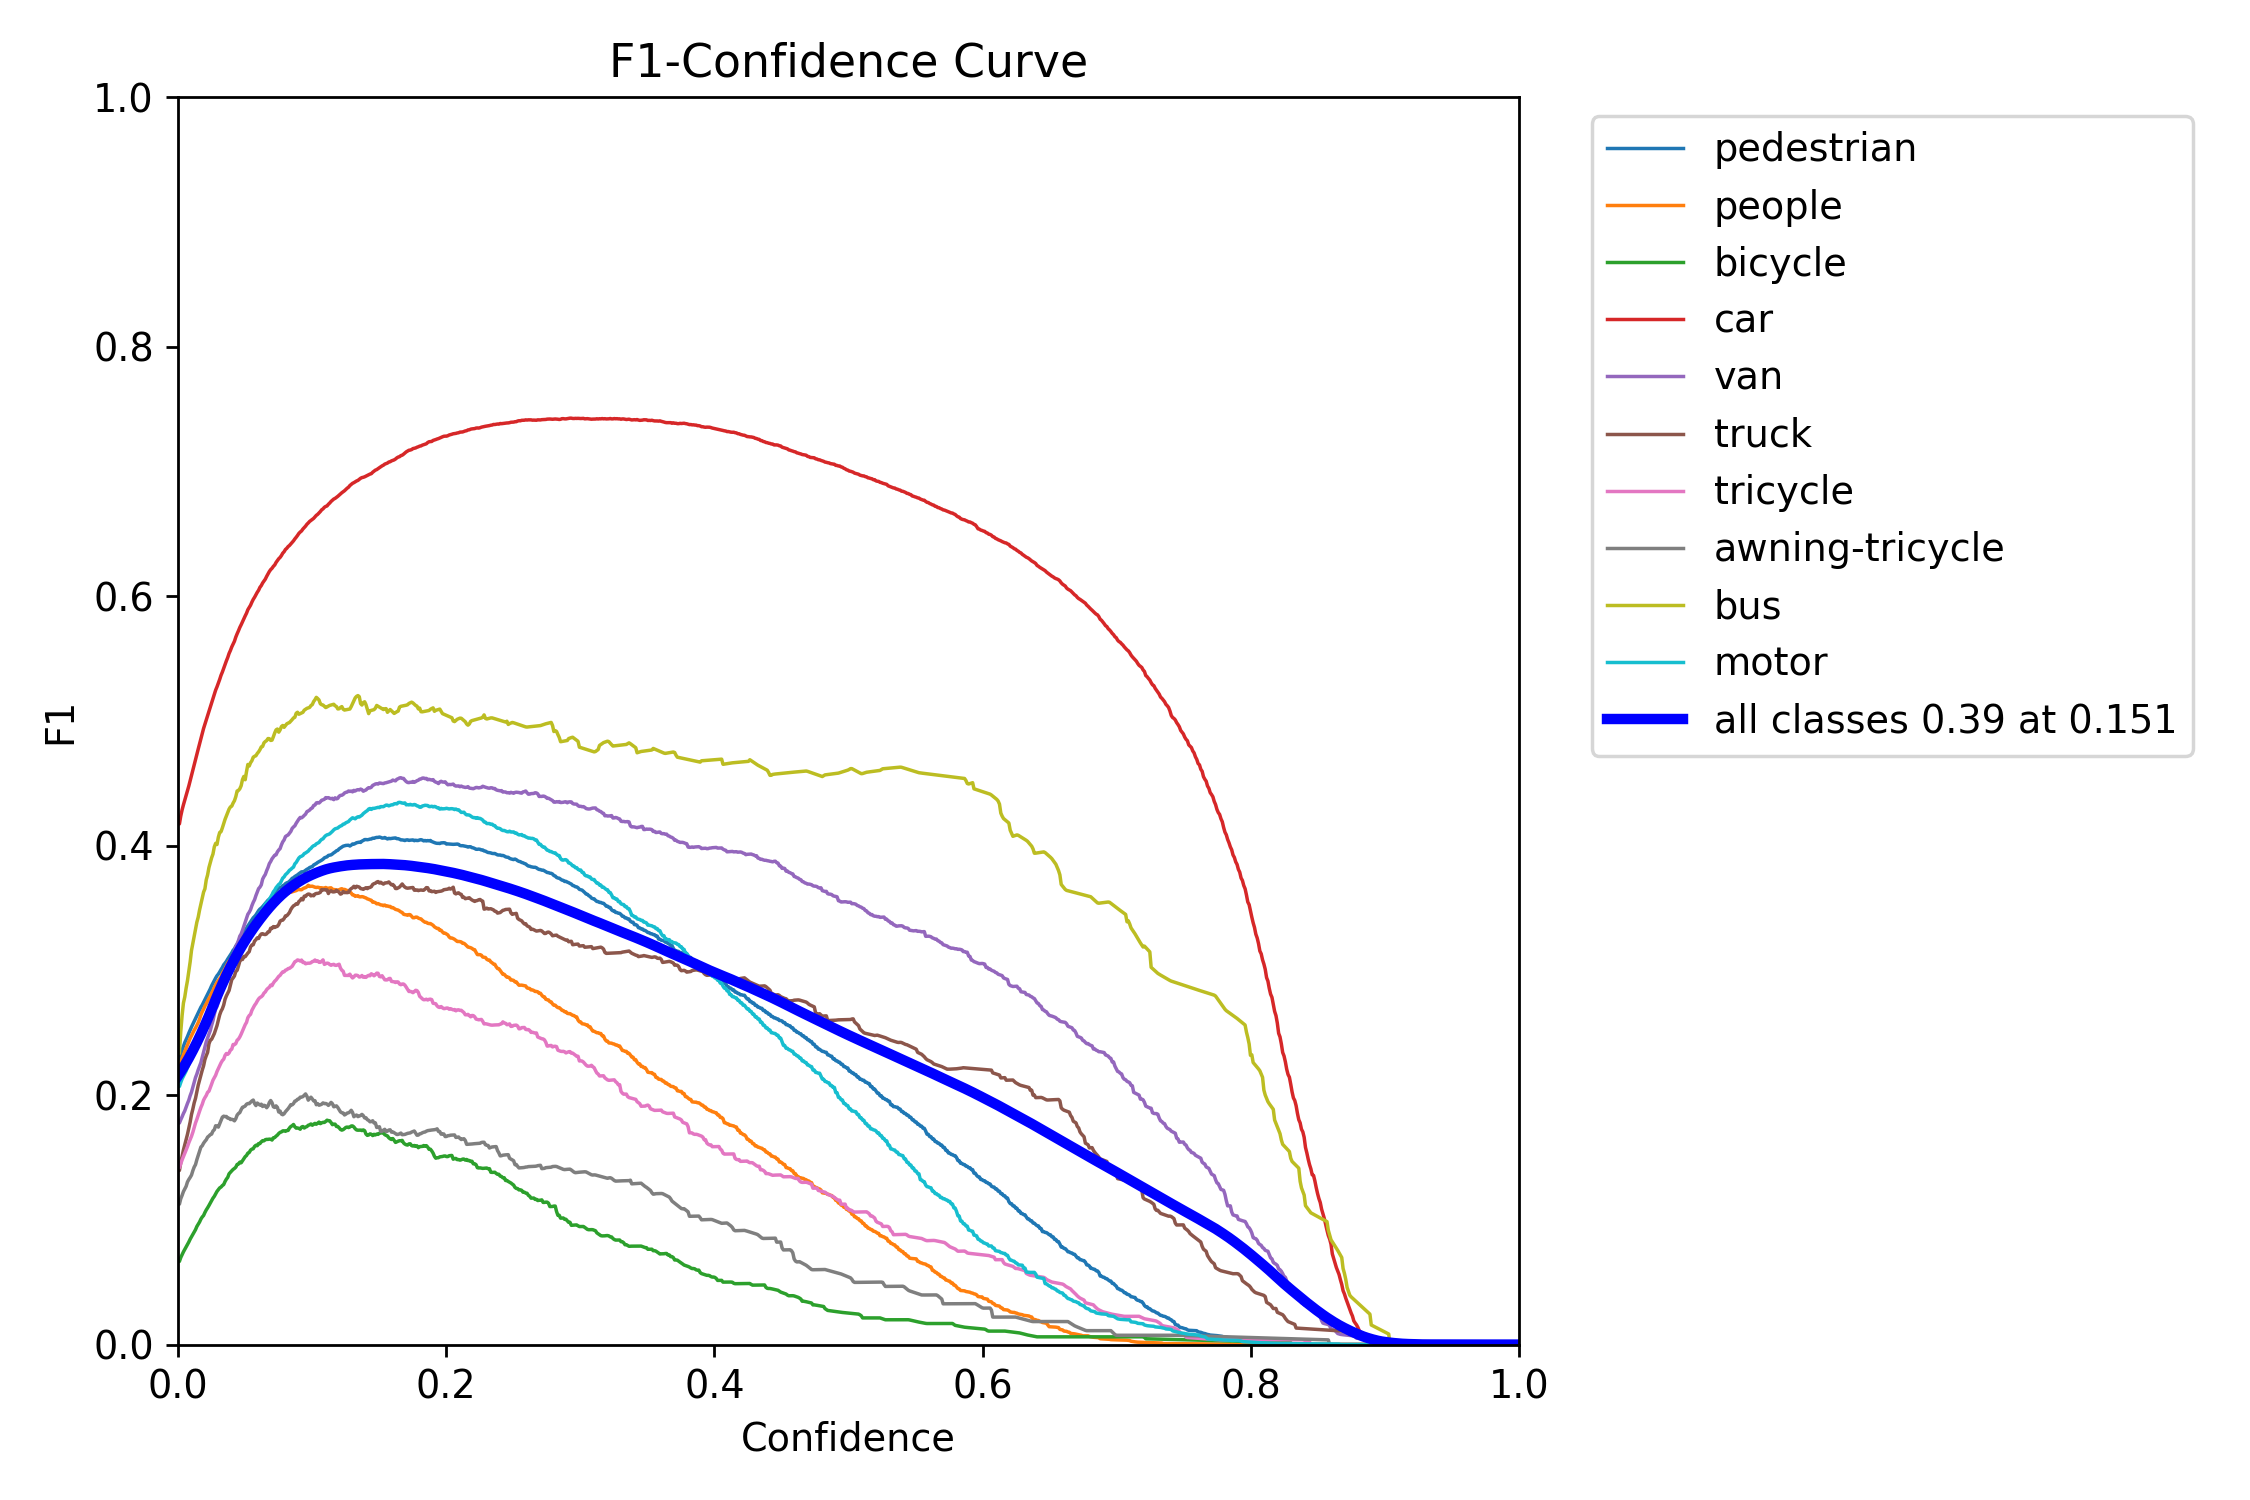 F1-Confidence Curve
1.0
0.8
0.6
0.4
0.2
0.0
F1
0.0 0.2 0.4 0.6 0.8 1.0
Confidence
pedestrian
people
bicycle
car
van
truck
tricycle
awning-tricycle
bus
motor
all classes 0.39 at 0.151